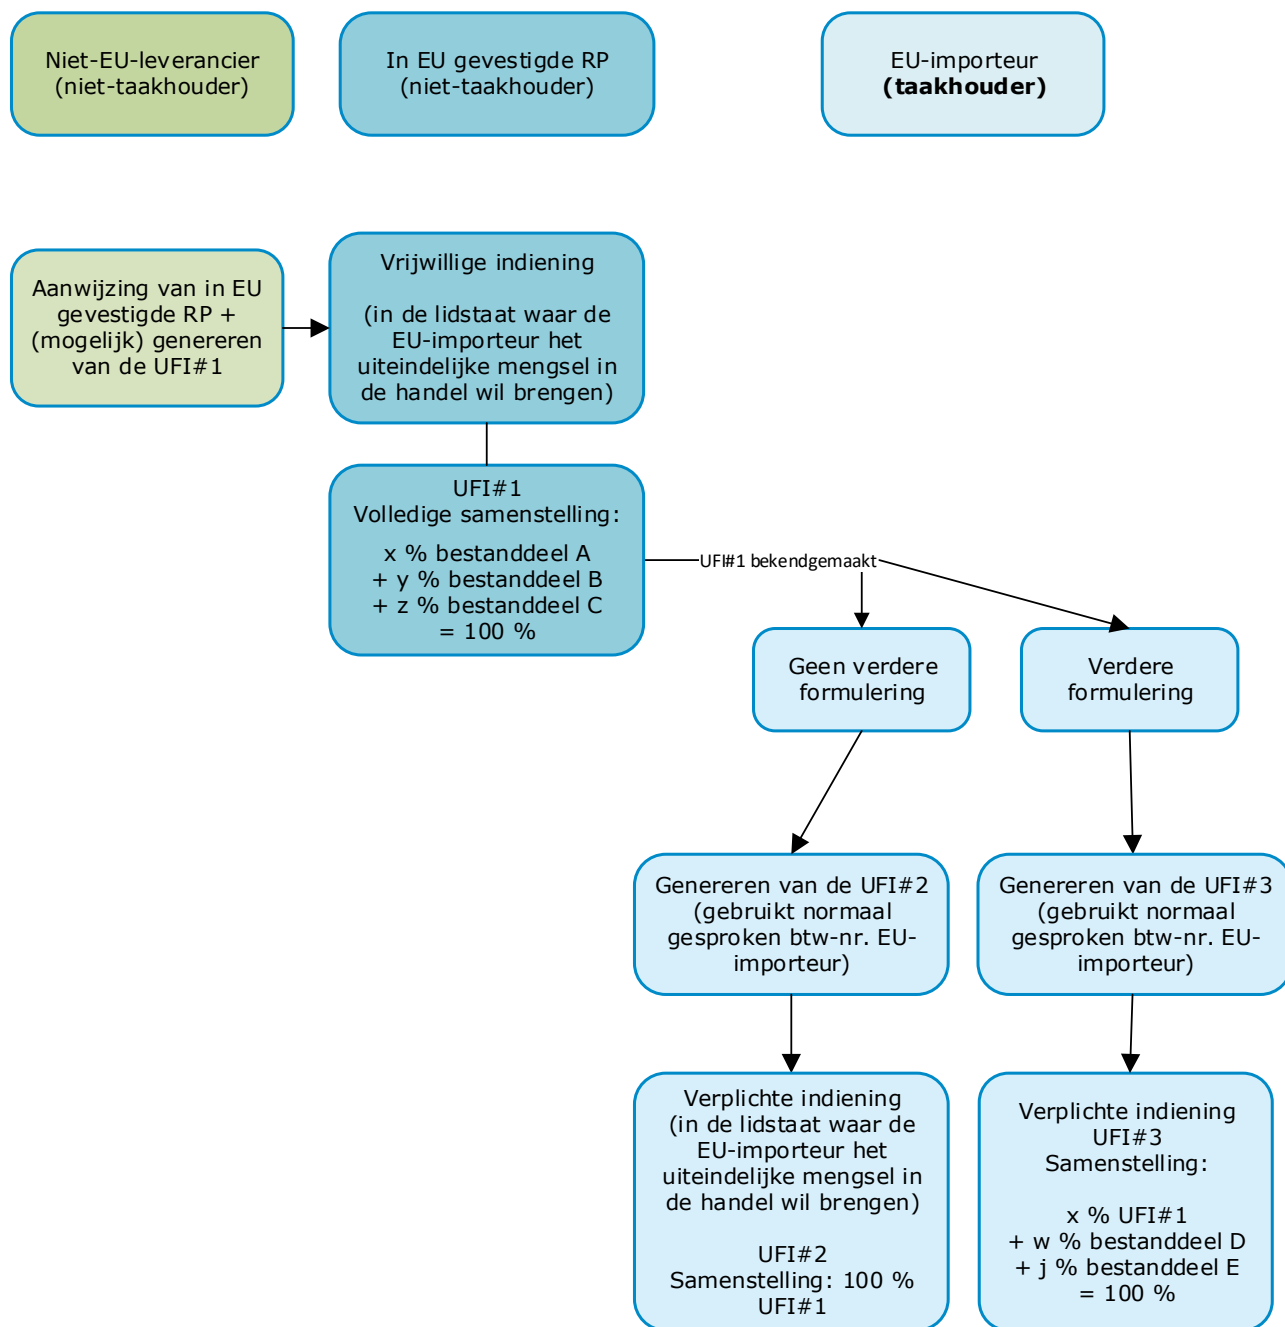 Niet-EU-leverancier
(niet-taakhouder)
In EU gevestigde RP
(niet-taakhouder)
EU-importeur
(taakhouder)
Aanwijzing van in EU
gevestigde RP +
(mogelijk) genereren
van de UFI#1
Vrijwillige indiening
(in de lidstaat waar de
EU-importeur het
uiteindelijke mengsel in
de handel wil brengen)
UFI#1
Volledige samenstelling:
x % bestanddeel A
+ y % bestanddeel B
+ z % bestanddeel C
= 100 %
UFI#1 bekendgemaakt
Geen verdere
formulering
Verdere
formulering
Genereren van de UFI#2
(gebruikt normaal
gesproken btw-nr. EU-
importeur)
Genereren van de UFI#3
(gebruikt normaal
gesproken btw-nr. EU-
importeur)
Verplichte indiening
(in de lidstaat waar de
EU-importeur het
uiteindelijke mengsel in
de handel wil brengen)
UFI#2
Samenstelling: 100 %
UFI#1
Verplichte indiening
UFI#3
Samenstelling:
x % UFI#1
+ w % bestanddeel D
+ j % bestanddeel E
= 100 %